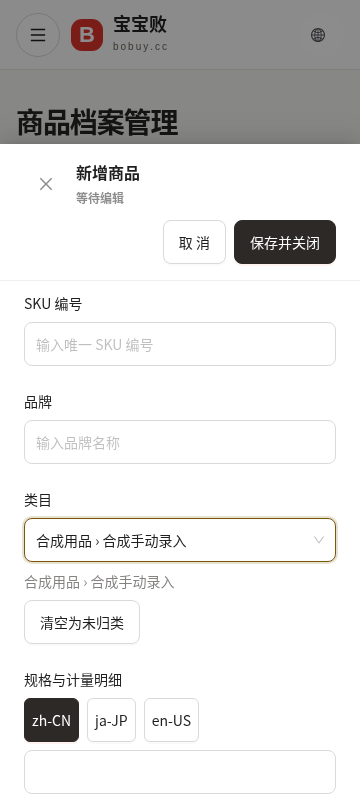 B
宝宝败
bobuy.cc
商品档案管理
新增商品
等待编辑
取 消
保存并关闭
SKU 编号
输入唯一 SKU 编号
品牌
输入品牌名称
类目
合成用品 › 合成手动录入
合成用品 › 合成手动录入
清空为未归类
规格与计量明细
zh-CN
ja-JP
en-US